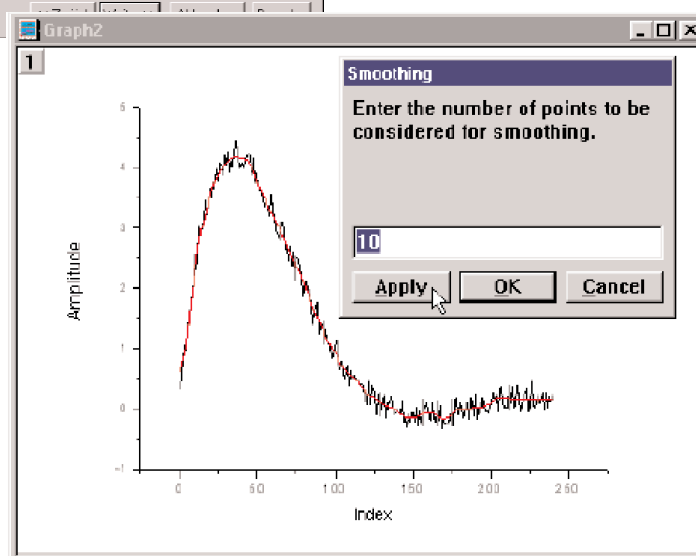 Graph2
1
Smoothing
Enter the number of points to be
considered for smoothing.
10
Apply
OK
Cancel
Amplitude
5
4
3
2
1
0
-1
0
50
100
150
200
250
Index